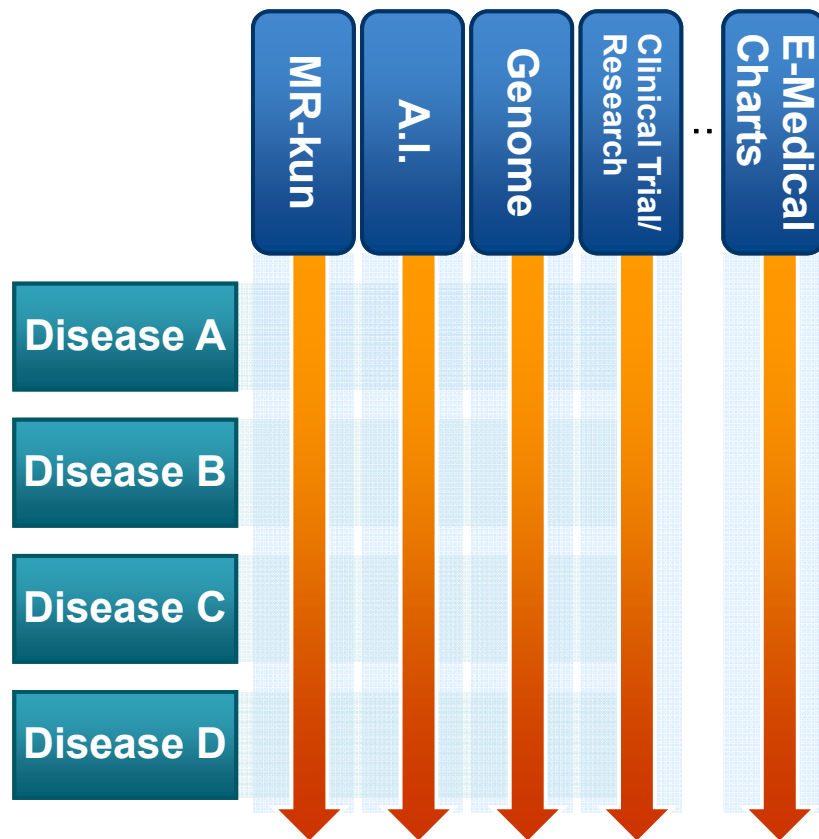 MR-kun
A.I.
Genome
Clinical Trial/
Research
..
E-Medical
Charts
Disease A
Disease B
Disease C
Disease D